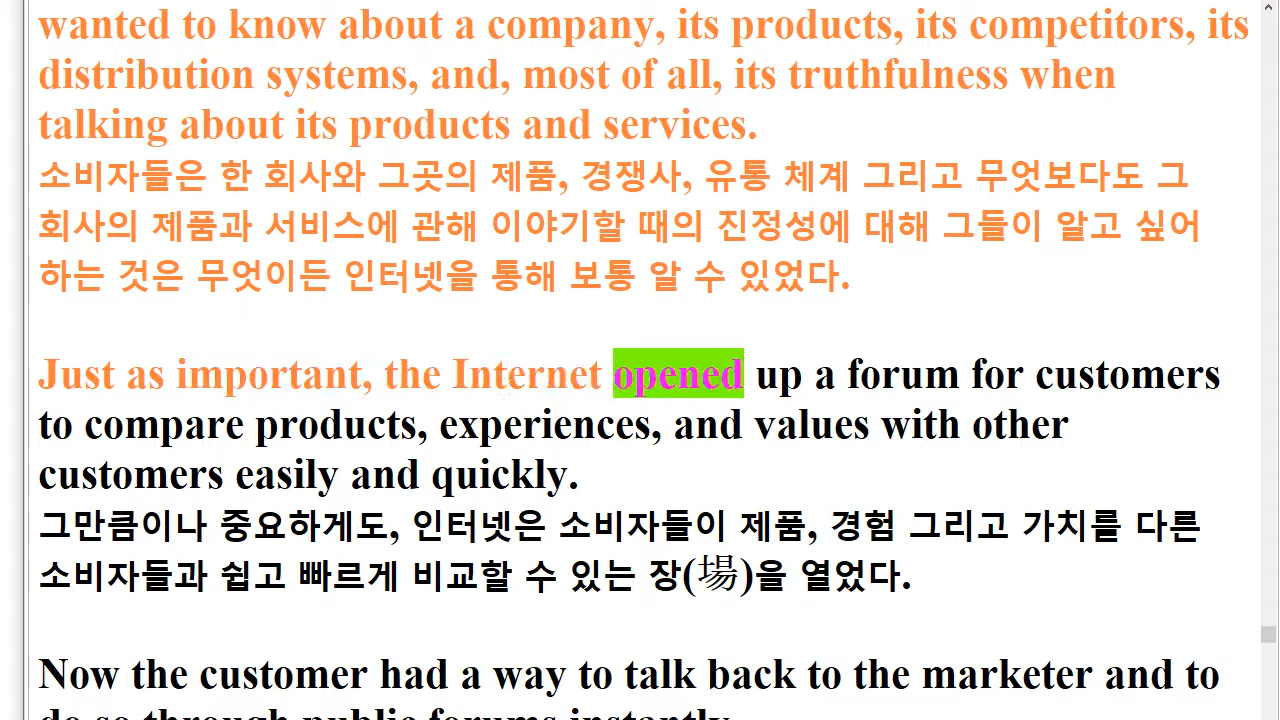 wanted to know about a company, its products, its competitors, its
distribution systems, and, most of all, its truthfulness when
talking about its products and services.
소비자들은 한 회사와 그곳의 제품, 경쟁사, 유통 체계 그리고 무엇보다도 그
회사의 제품과 서비스에 관해 이야기할 때의 진정성에 대해 그들이 알고 싶어
하는 것은 무엇이든 인터넷을 통해 보통 알 수 있었다.
Just as important, the Internet opened up a forum for customers
to compare products, experiences, and values with other
customers easily and quickly.
그만큼이나 중요하게도, 인터넷은 소비자들이 제품, 경험 그리고 가치를 다른
소비자들과 쉽고 빠르게 비교할 수 있는 장(場)을 열었다.
Now the customer had a way to talk back to the marketer and to
do so through public forums instantly.